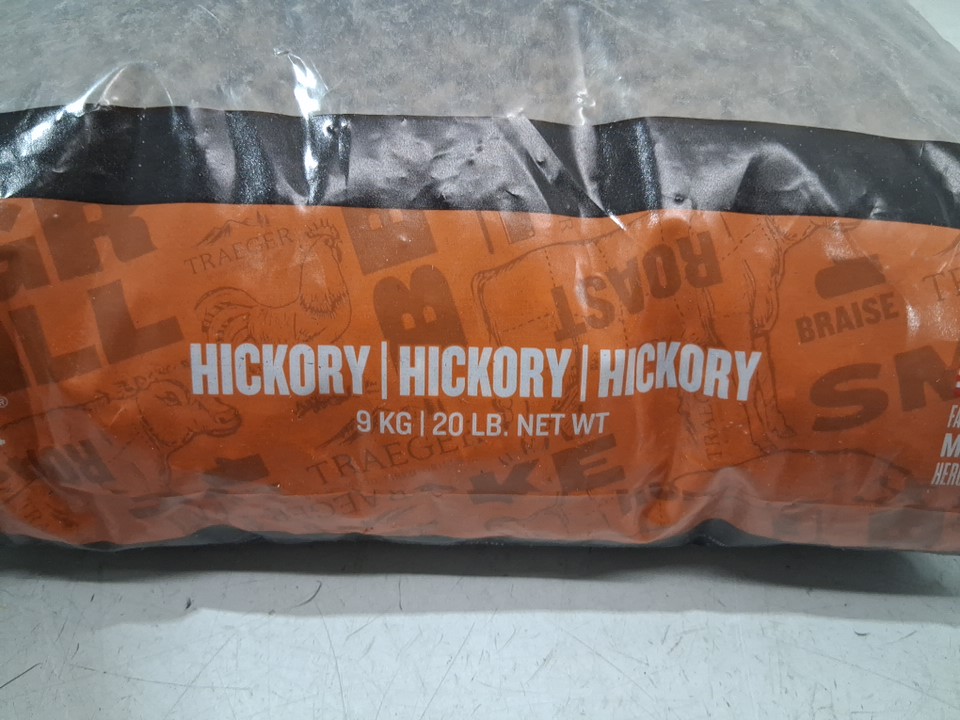 TRAEGER
ROAST
BRAISE
HICKORY | HICKORY | HICKORY
9 KG | 20 LB. NET WT
TRAEGER